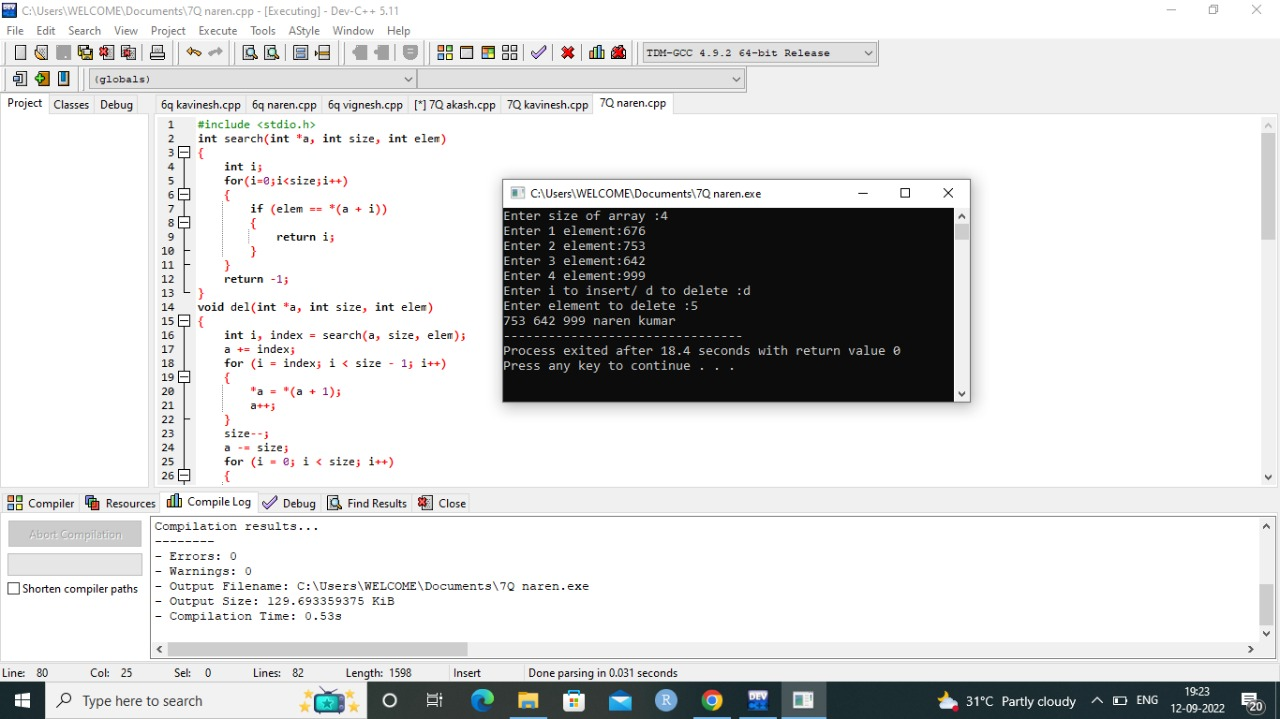 C:\Users\WELCOME\Documents\7Q naren.cpp - [Executing] - Dev-C++ 5.11
File Edit Search View Project Execute Tools AStyle Window Help
TDM-GCC 4.9.2 64-bit Release
(globals)
Project Classes Debug 6q kavinesh.cpp 6q naren.cpp 6q vignesh.cpp [*] 7Q akash.cpp 7Q kavinesh.cpp 7Q naren.cpp
1 #include <stdio.h>
2 int search(int *a, int size, int elem)
3 {
4 int i;
5 for(i=0;i<size;i++)
6 {
7 if (elem == *(a + i))
8 {
9 return i;
10 }
11 }
12 return -1;
13 }
14 void del(int *a, int size, int elem)
15 {
16 int i, index = search(a, size, elem);
17 a += index;
18 for (i = index; i < size - 1; i++)
19 {
20 *a = *(a + 1);
21 a++;
22 }
23 size--;
24 a -= size;
25 for (i = 0; i < size; i++)
26 {
C:\Users\WELCOME\Documents\7Q naren.exe
Enter size of array :4
Enter 1 element:676
Enter 2 element:753
Enter 3 element:642
Enter 4 element:999
Enter i to insert/ d to delete :d
Enter element to delete :5
753 642 999 naren kumar
--------------------------------
Process exited after 18.4 seconds with return value 0
Press any key to continue . . .
Compiler Resources Compile Log Debug Find Results Close
Abort Compilation
Shorten compiler paths
Compilation results...
--------
- Errors: 0
- Warnings: 0
- Output Filename: C:\Users\WELCOME\Documents\7Q naren.exe
- Output Size: 129.693359375 KiB
- Compilation Time: 0.53s
Line: 80 Col: 25 Sel: 0 Lines: 82 Length: 1598 Insert Done parsing in 0.031 seconds
Type here to search
R
DEV
31°C Partly cloudy
ENG
19:23
12-09-2022
20